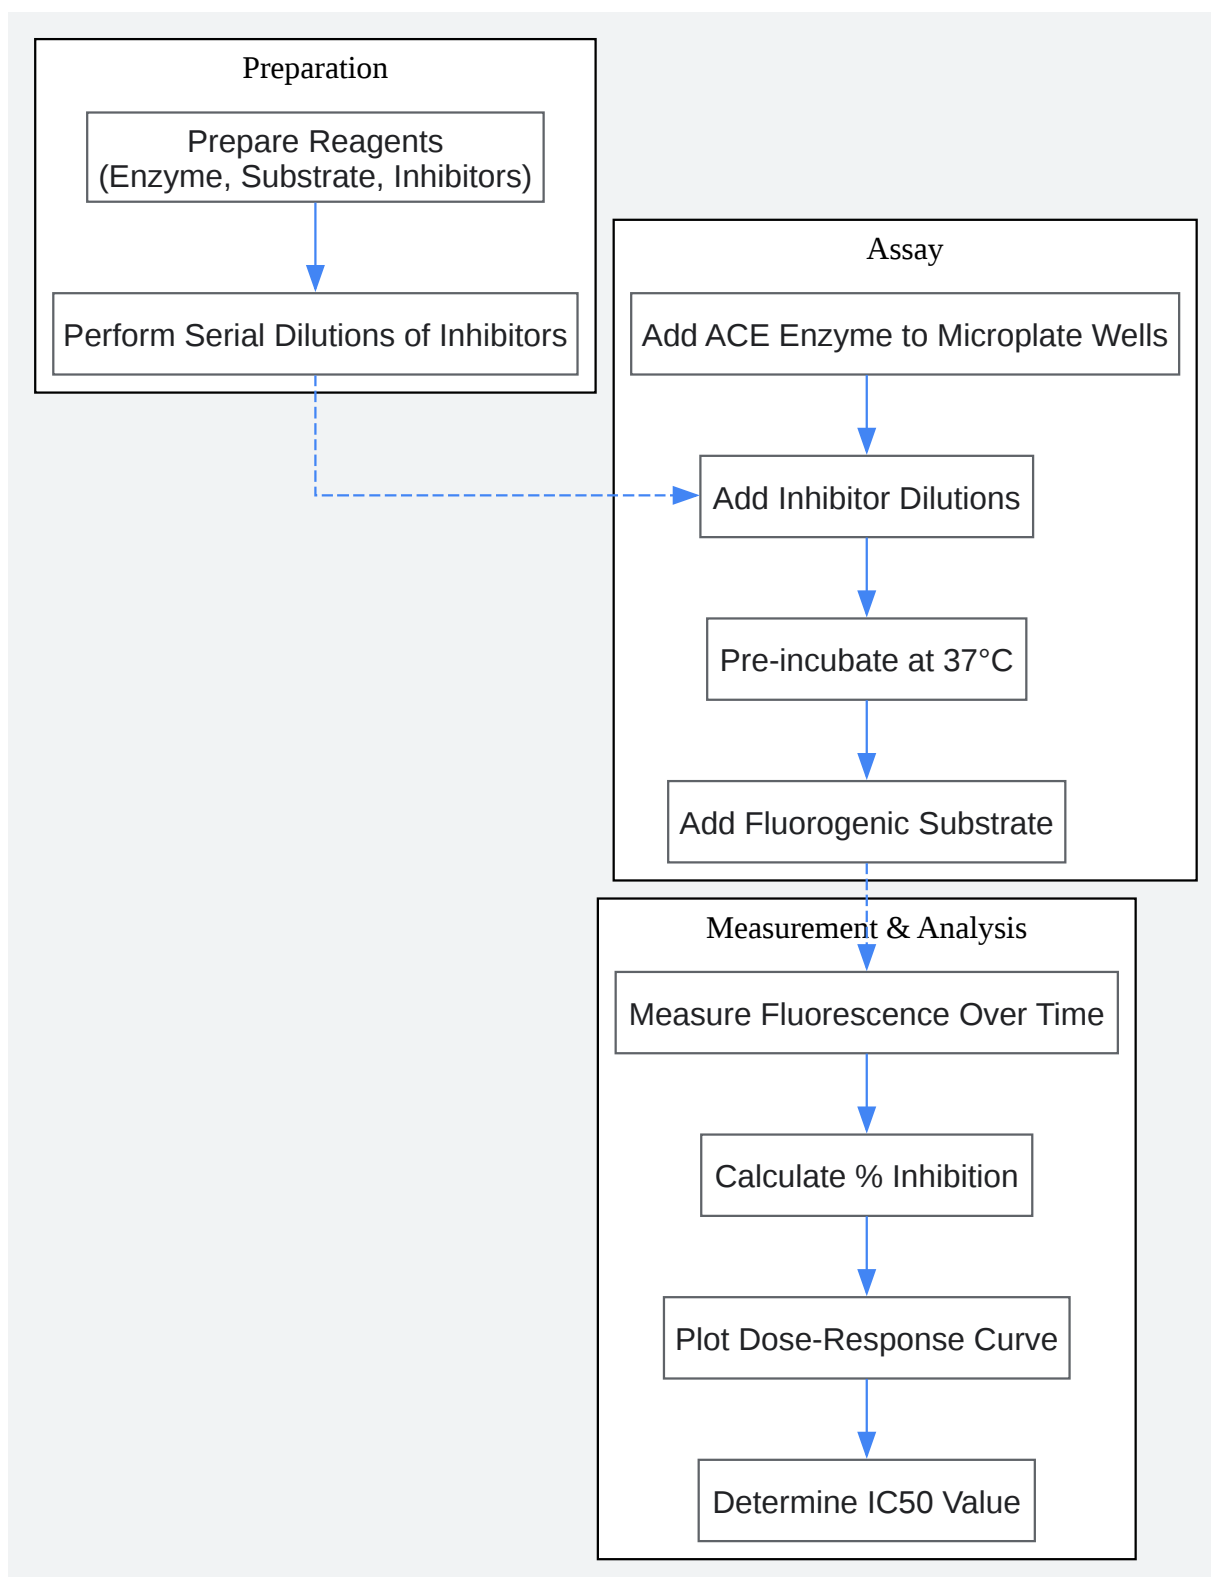 Preparation
Prepare Reagents
(Enzyme, Substrate, Inhibitors)
Perform Serial Dilutions of Inhibitors
Assay
Add ACE Enzyme to Microplate Wells
Add Inhibitor Dilutions
Pre-incubate at 37°C
Add Fluorogenic Substrate
Measurement & Analysis
Measure Fluorescence Over Time
Calculate % Inhibition
Plot Dose-Response Curve
Determine IC50 Value